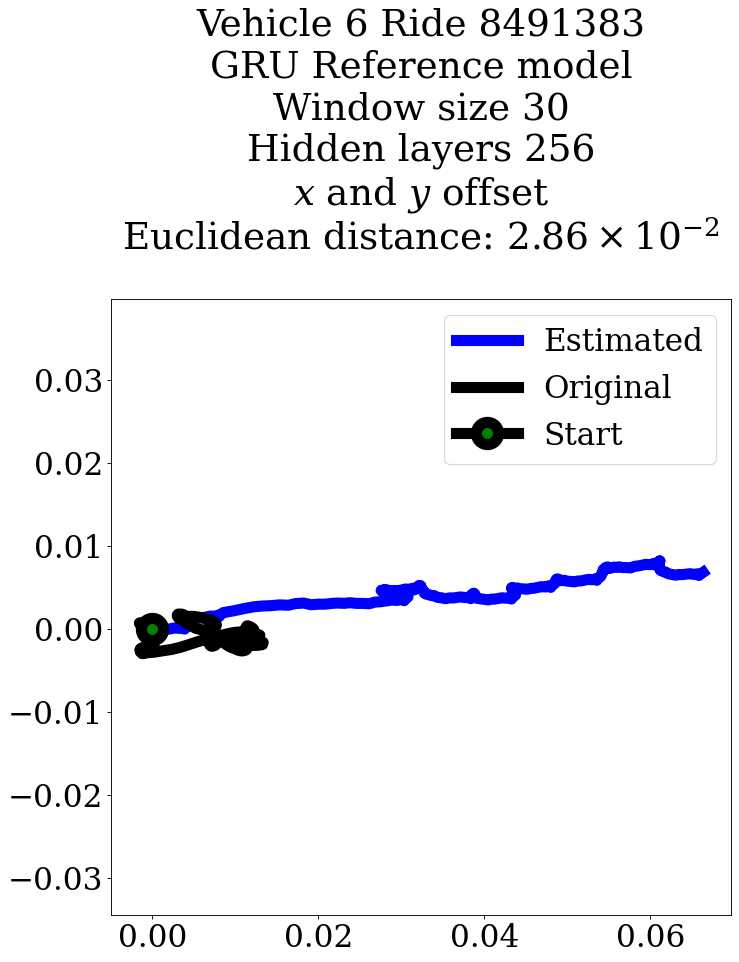 Vehicle 6 Ride 8491383
GRU Reference model
Window size 30
Hidden layers 256
x and y offset
Euclidean distance: 2.86 × 10⁻²
Estimated
Original
Start
0.03
0.02
0.01
0.00
−0.01
−0.02
−0.03
0.00 0.02 0.04 0.06